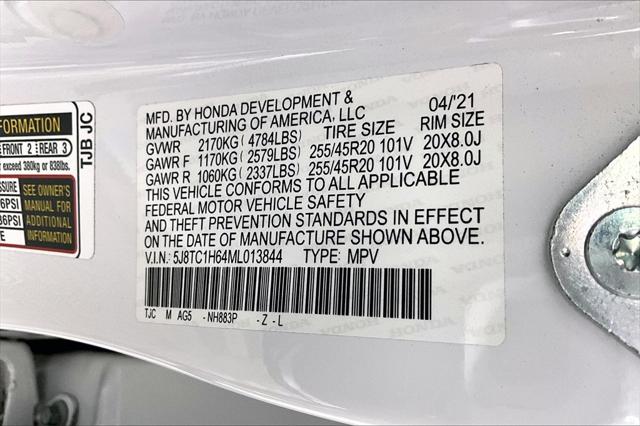 FORMATION
FRONT 2 REAR 3
exceed 380kg or 838lbs.
SSURE
SEE OWNER'S
MANUAL FOR
ADDITIONAL
INFORMATION
6PSI
36PSI
TJB JC
MFD. BY HONDA DEVELOPMENT & 04/21
MANUFACTURING OF AMERICA, LLC
GVWR 2170KG(4784LBS) TIRE SIZE RIM SIZE
GAWR F 1170KG(2579LBS) 255/45R20 101V 20X8.0J
GAWR R 1060KG(2337LBS) 255/45R20 101V 20X8.0J
THIS VEHICLE CONFORMS TO ALL APPLICABLE
FEDERAL MOTOR VEHICLE SAFETY
AND THEFT PREVENTION STANDARDS IN EFFECT
ON THE DATE OF MANUFACTURE SHOWN ABOVE.
V.I.N.: 5J8TC1H64ML013844 TYPE: MPV
TJC M AG5 -NH883P -Z-L